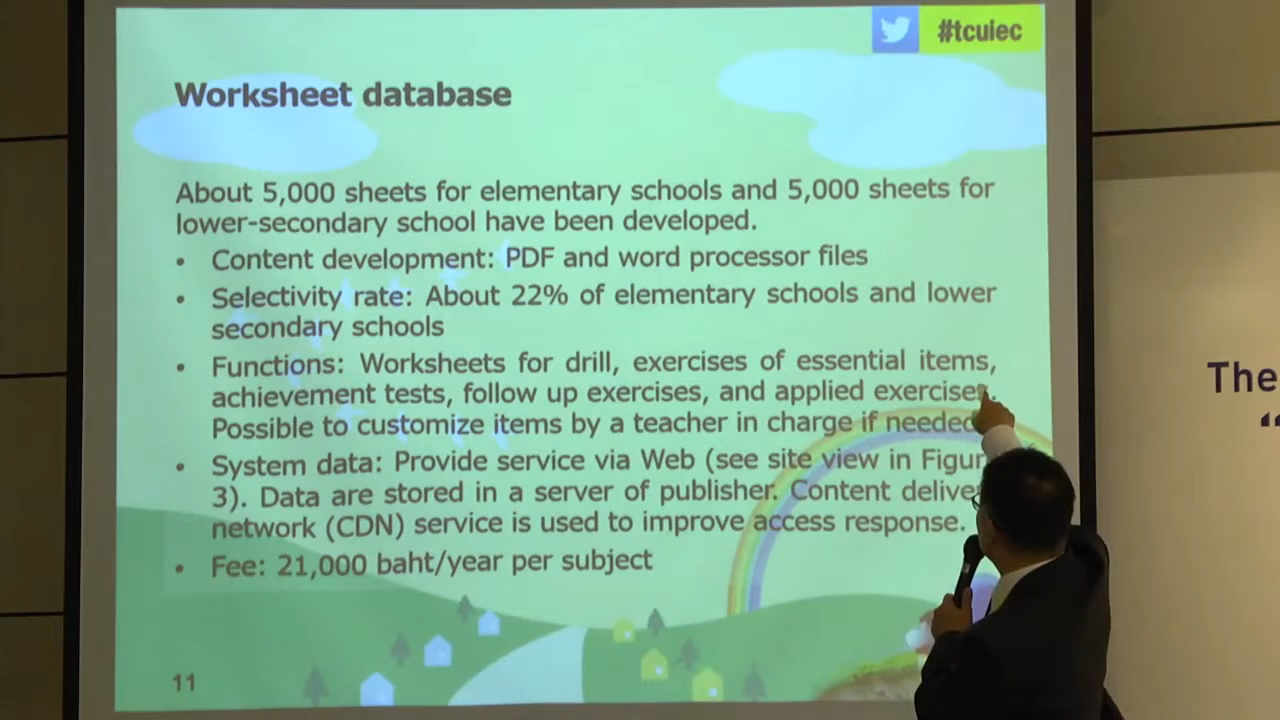 #tcuiec
Worksheet database
About 5,000 sheets for elementary schools and 5,000 sheets for
lower-secondary school have been developed.
• Content development: PDF and word processor files
• Selectivity rate: About 22% of elementary schools and lower
secondary schools
• Functions: Worksheets for drill, exercises of essential items,
achievement tests, follow up exercises, and applied exercises.
Possible to customize items by a teacher in charge if needed
• System data: Provide service via Web (see site view in Figur
3). Data are stored in a server of publisher. Content delive
network (CDN) service is used to improve access response.
• Fee: 21,000 baht/year per subject
11
The
“